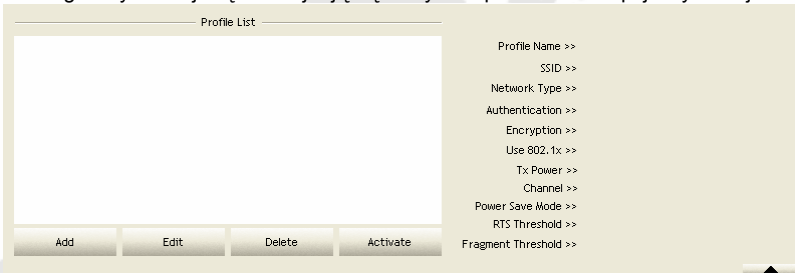 Profile List
Profile Name >>
SSID >>
Network Type >>
Authentication >>
Encryption >>
Use 802.1x >>
Tx Power >>
Channel >>
Power Save Mode >>
RTS Threshold >>
Fragment Threshold >>
Add
Edit
Delete
Activate